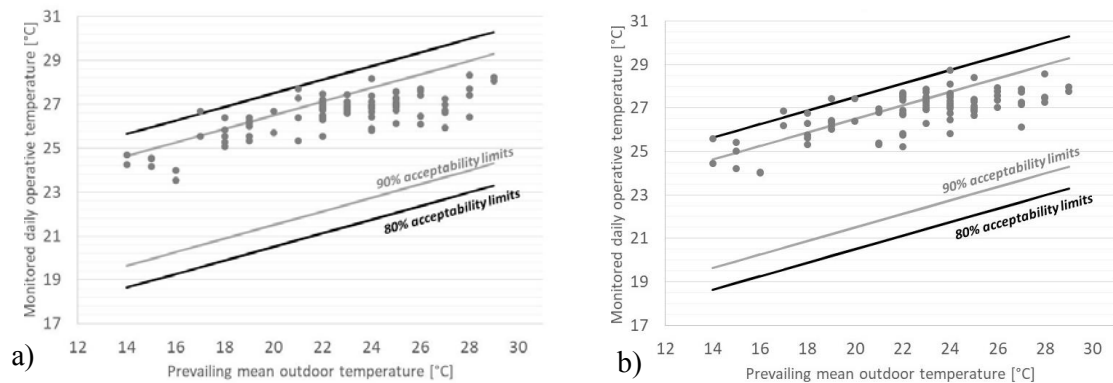 31
29
27
25
23
21
19
17
12 14 16 18 20 22 24 26 28 30
Monitored daily operative temperature [°C]
Prevailing mean outdoor temperature [°C]
90% acceptability limits
80% acceptability limits
a)
31
29
27
25
23
21
19
17
12 14 16 18 20 22 24 26 28 30
Monitored daily operative temperature [°C]
Prevailing mean outdoor temperature [°C]
90% acceptability limits
80% acceptability limits
b)